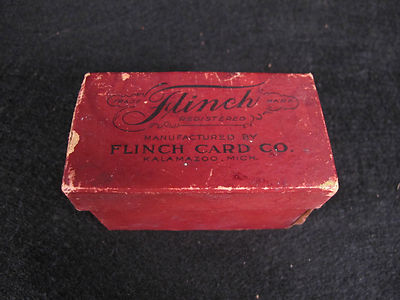 TRADE Flinch MARK
REGISTERED
MANUFACTURED BY
FLINCH CARD CO.
KALAMAZOO, MICH.